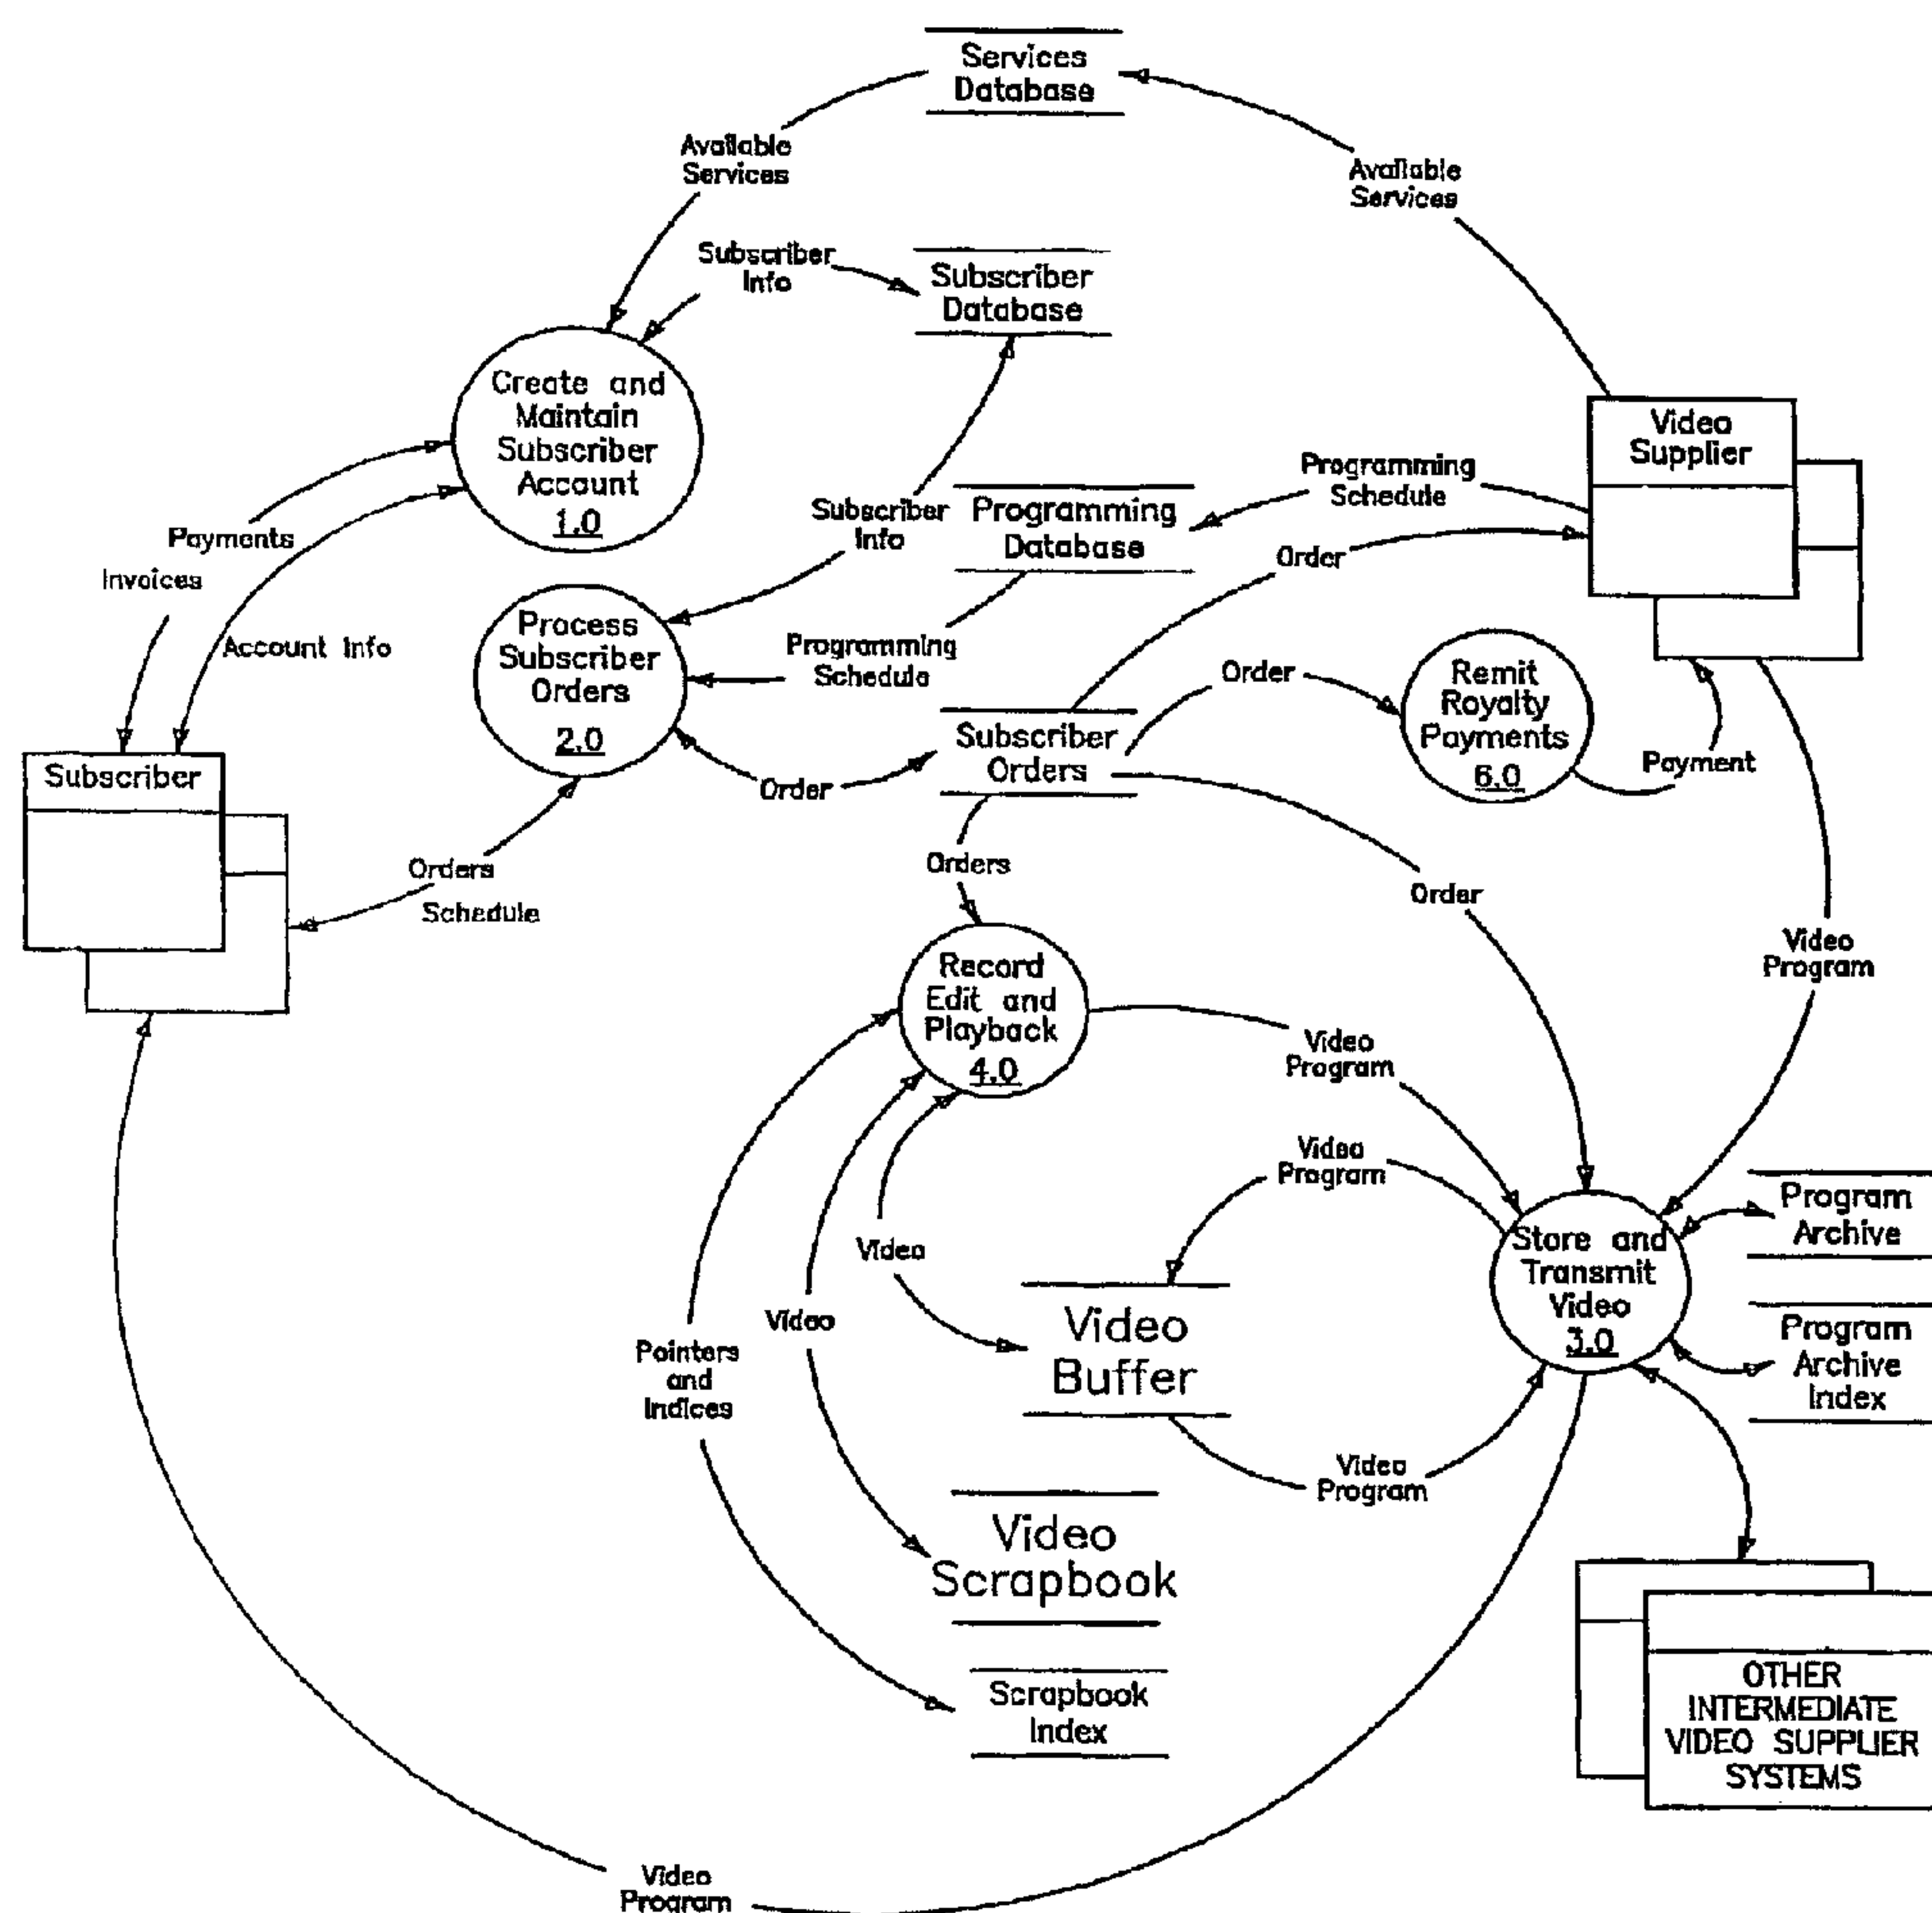 Services
Database
Available
Services
Available
Services
Subscriber
Info
Subscriber
Database
Create and
Maintain
Subscriber
Account
1.0
Video
Supplier
Programming
Schedule
Subscriber
Info
Programming
Database
Order
Payments
Invoices
Account Info
Process
Subscriber
Orders
2.0
Programming
Schedule
Order
Remit
Royalty
Payments
6.0
Payment
Subscriber
Orders
Order
Subscriber
Orders
Schedule
Orders
Order
Video
Program
Record
Edit and
Playback
4.0
Video
Program
Video
Program
Video
Program
Archive
Store and
Transmit
Video
3.0
Video
Pointers
and
Indices
Video
Buffer
Program
Archive
Index
Video
Program
Video
Scrapbook
Scrapbook
Index
OTHER
INTERMEDIATE
VIDEO SUPPLIER
SYSTEMS
Video
Program